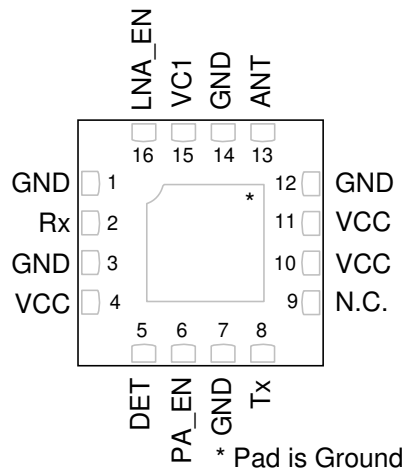 LNA_EN VC1 GND ANT
16 15 14 13
GND 1 12 GND
*
Rx 2 11 VCC
GND 3 10 VCC
VCC 4 9 N.C.
5 6 7 8
DET PA_EN GND Tx
* Pad is Ground